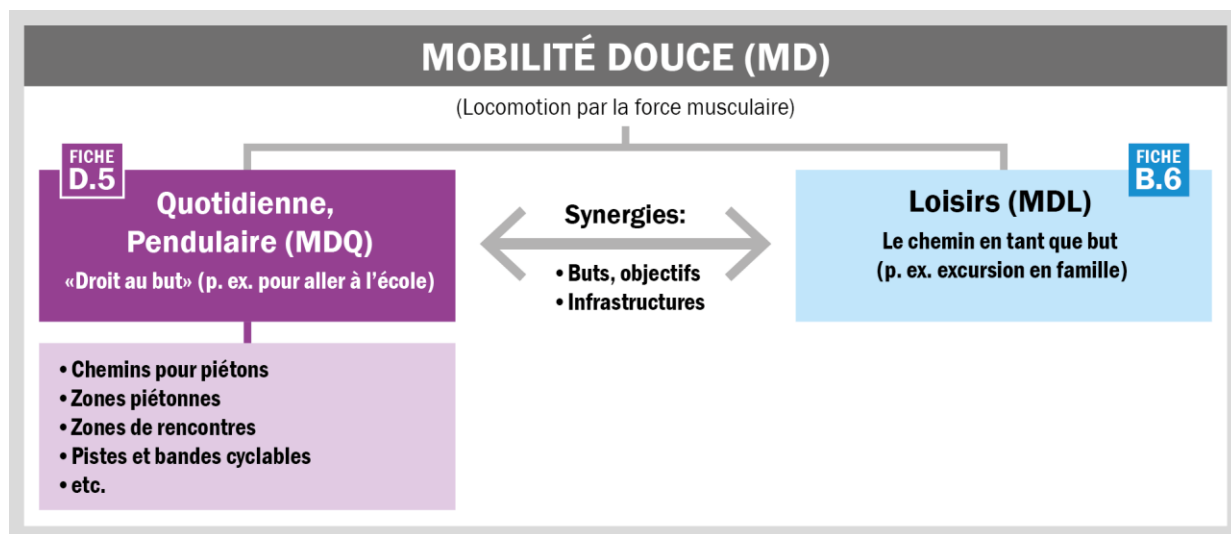 MOBILITÉ DOUCE (MD)
(Locomotion par la force musculaire)
FICHE
D.5
Quotidienne,
Pendulaire (MDQ)
«Droit au but» (p. ex. pour aller à l'école)
• Chemins pour piétons
• Zones piétonnes
• Zones de rencontres
• Pistes et bandes cyclables
• etc.
Synergies:
• Buts, objectifs
• Infrastructures
FICHE
B.6
Loisirs (MDL)
Le chemin en tant que but
(p. ex. excursion en famille)